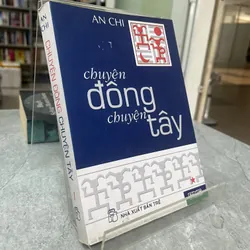 AN CHI
chuyện
đông
chuyện
tây
NHÀ XUẤT BẢN TRẺ
CHUYỆN ĐÔNG CHUYỆN TÂY